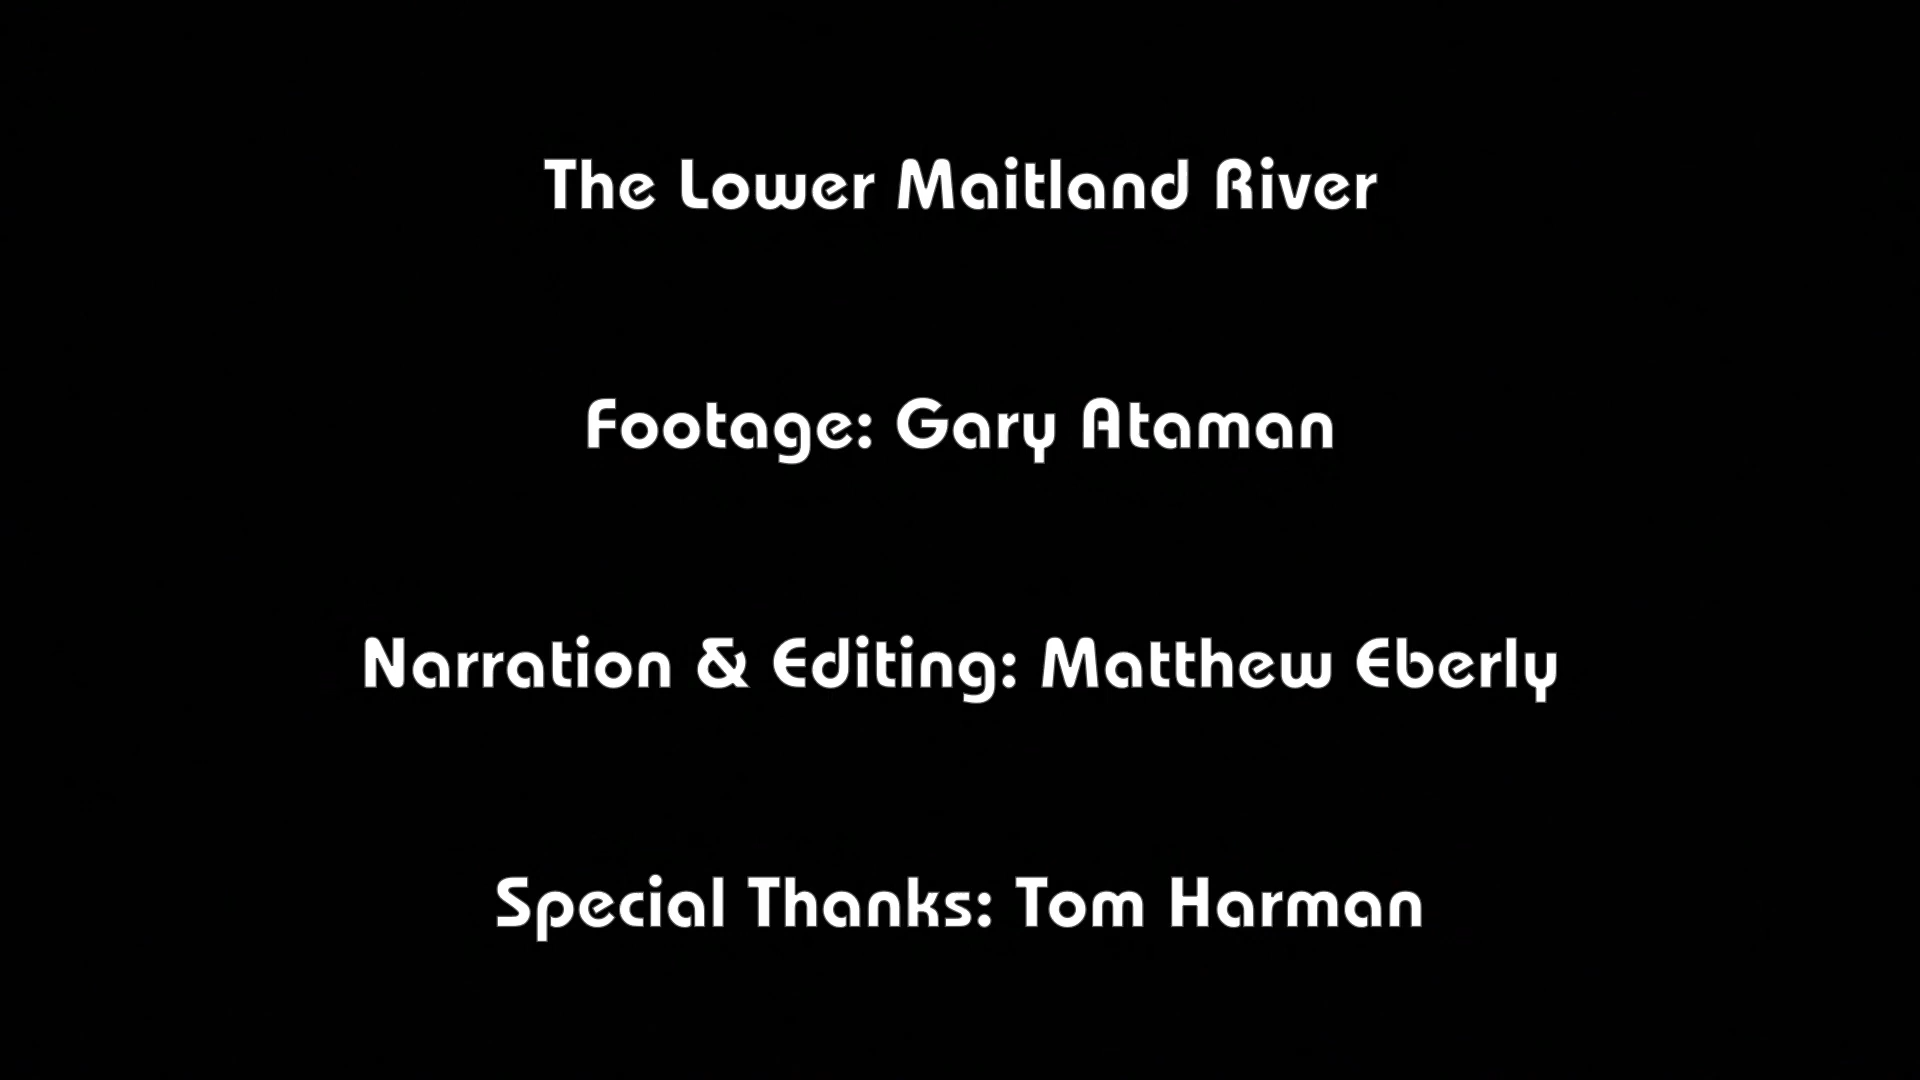 The Lower Maitland River
Footage: Gary Ataman
Narration & Editing: Matthew Eberly
Special Thanks: Tom Harman